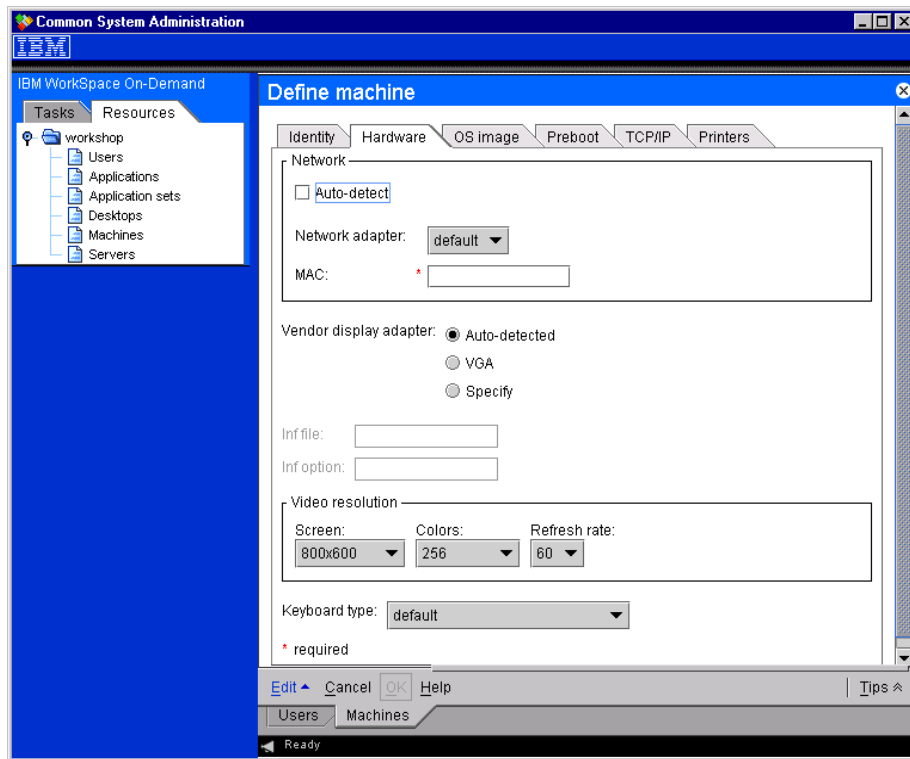 Common System Administration
IBM
IBM WorkSpace On-Demand
Tasks Resources
workshop
Users
Applications
Application sets
Desktops
Machines
Servers
Define machine
Identity Hardware OS image Preboot TCP/IP Printers
Network
Auto-detect
Network adapter: default
MAC: *
Vendor display adapter: Auto-detected
VGA
Specify
Inf file:
Inf option:
Video resolution
Screen: Colors: Refresh rate:
800x600 256 60
Keyboard type: default
* required
Edit Cancel OK Help Tips
Users Machines
Ready